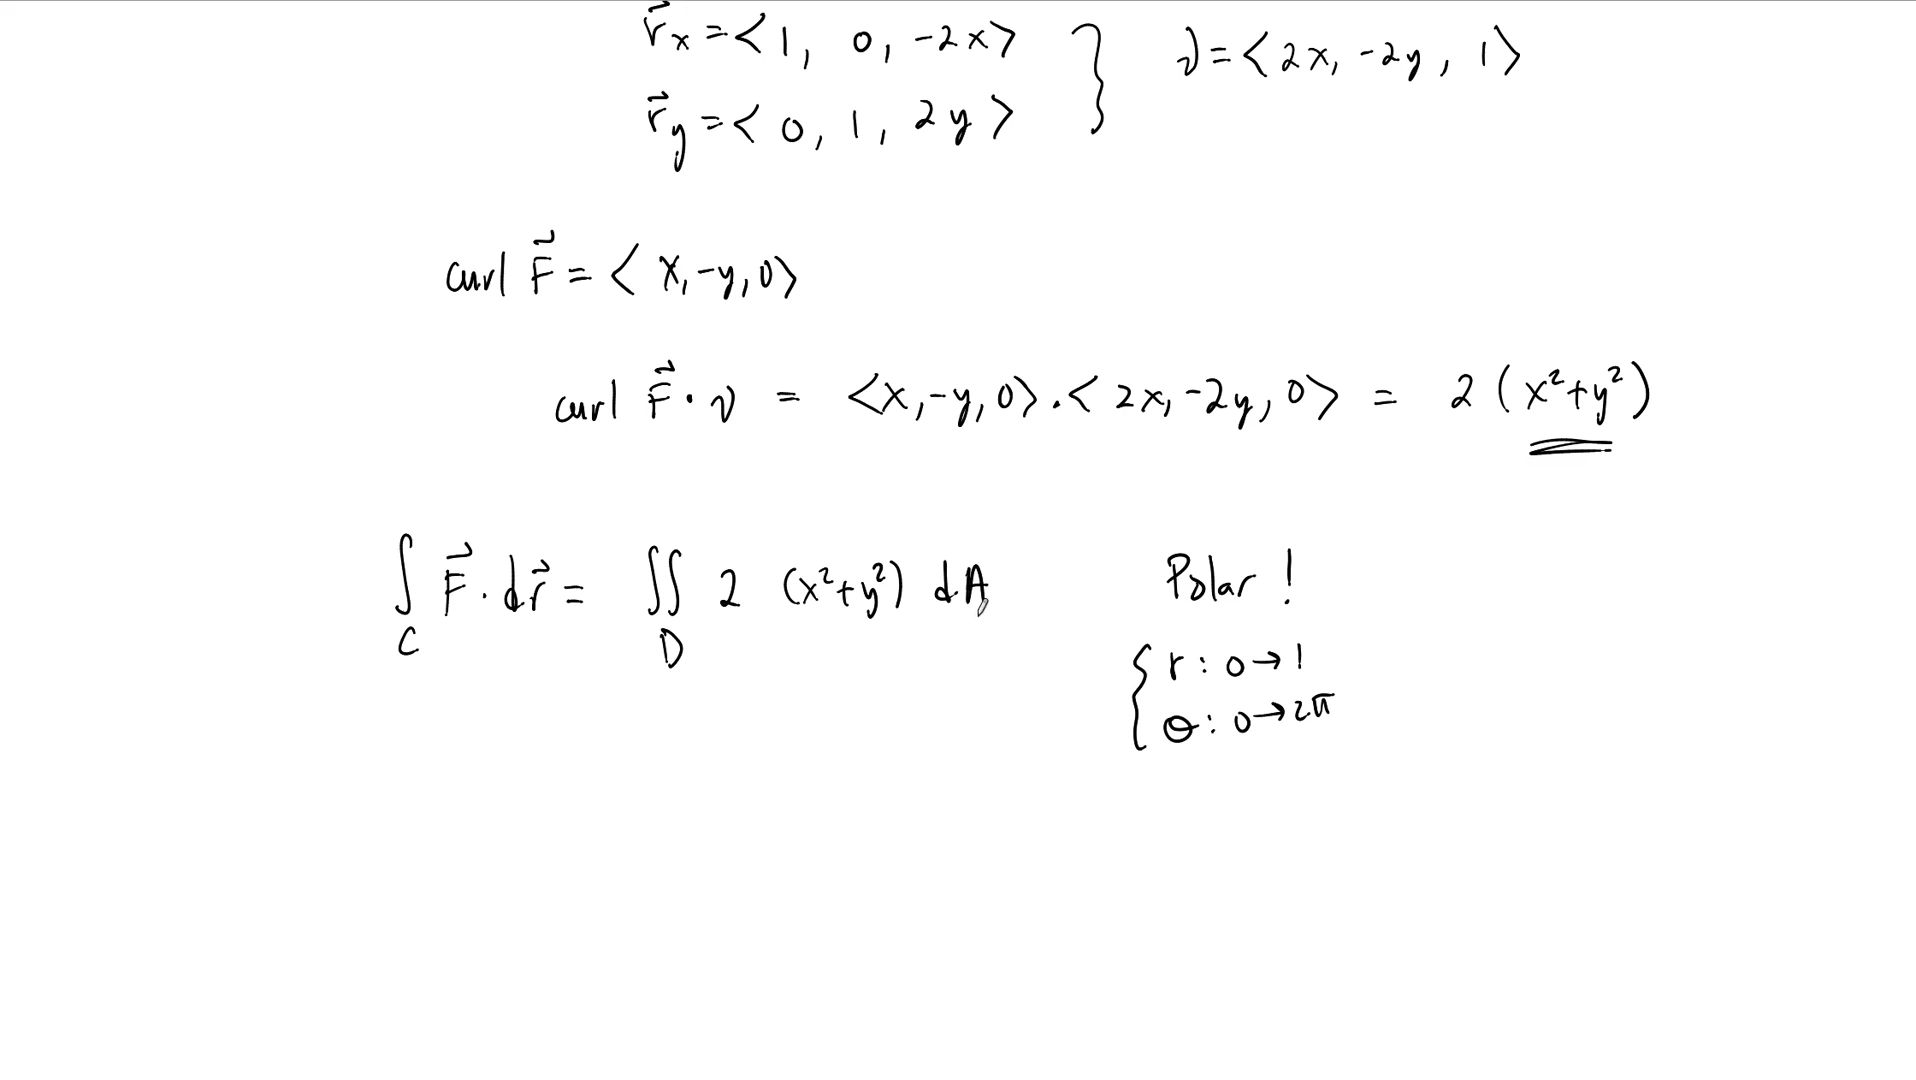 r⃗x = <1, 0, -2x> } ν = <2x, -2y, 1>
r⃗y = <0, 1, 2y>
curl F⃗ = <x, -y, 0>
curl F⃗ · ν = <x, -y, 0> · <2x, -2y, 0> = 2 (x² + y²)
∫C F⃗ · dr⃗ = ∬D 2 (x² + y²) dA Polar !
{ r : 0 → 1
θ : 0 → 2π